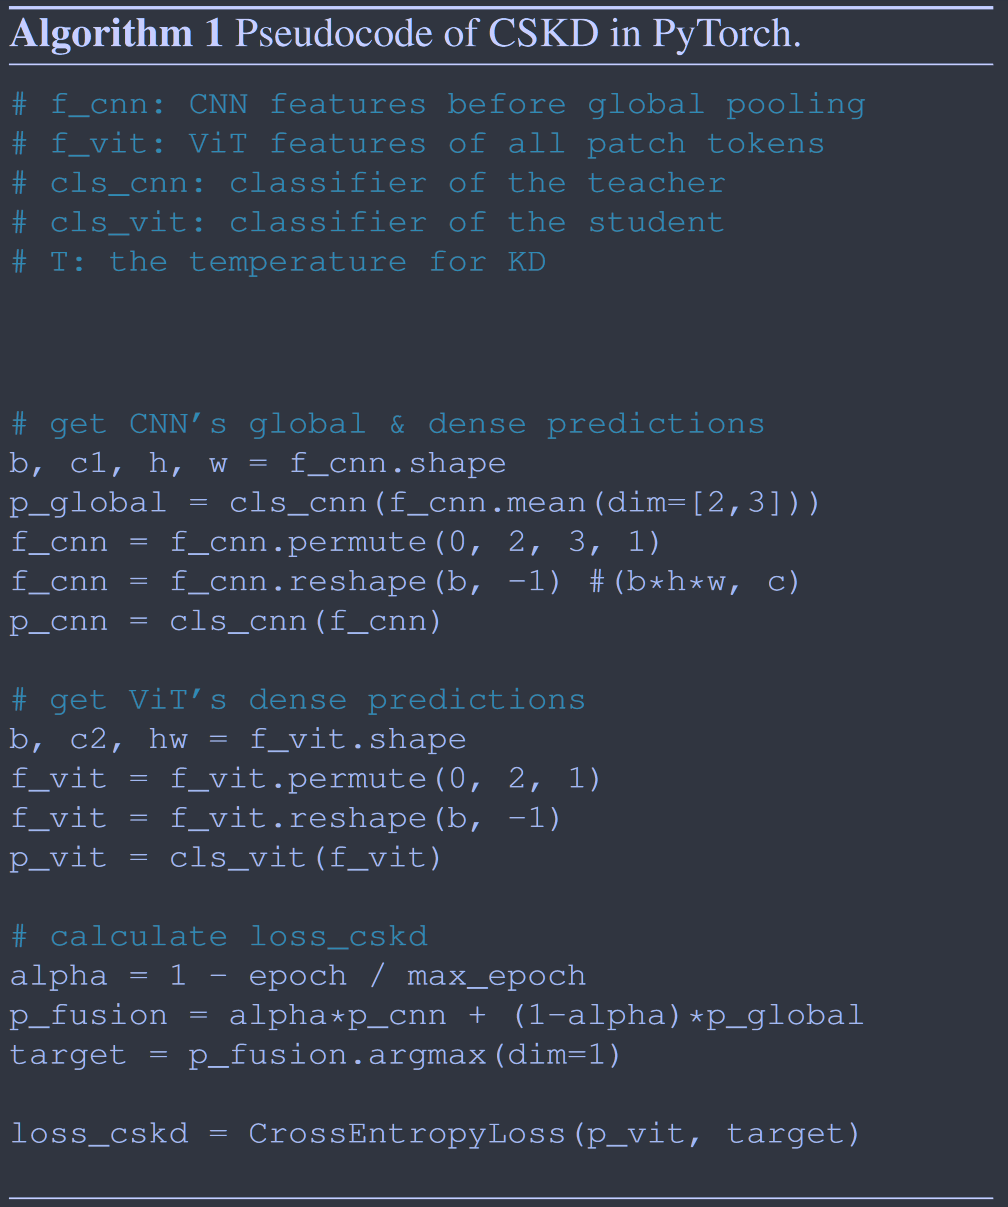 Algorithm 1 Pseudocode of CSKD in PyTorch.
# f_cnn: CNN features before global pooling
# f_vit: ViT features of all patch tokens
# cls_cnn: classifier of the teacher
# cls_vit: classifier of the student
# T: the temperature for KD
# get CNN's global & dense predictions
b, c1, h, w = f_cnn.shape
p_global = cls_cnn(f_cnn.mean(dim=[2,3]))
f_cnn = f_cnn.permute(0, 2, 3, 1)
f_cnn = f_cnn.reshape(b, -1) #(b*h*w, c)
p_cnn = cls_cnn(f_cnn)
# get ViT's dense predictions
b, c2, hw = f_vit.shape
f_vit = f_vit.permute(0, 2, 1)
f_vit = f_vit.reshape(b, -1)
p_vit = cls_vit(f_vit)
# calculate loss_cskd
alpha = 1 - epoch / max_epoch
p_fusion = alpha*p_cnn + (1-alpha)*p_global
target = p_fusion.argmax(dim=1)
loss_cskd = CrossEntropyLoss(p_vit, target)